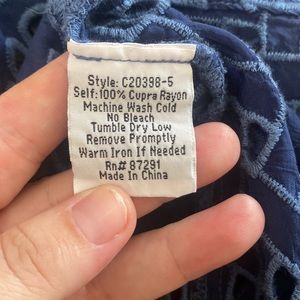 Style: C20398-5
Self:100% Cupra Rayon
Machine Wash Cold
No Bleach
Tumble Dry Low
Remove Promptly
Warm Iron If Needed
Rn# 87291
Made In China